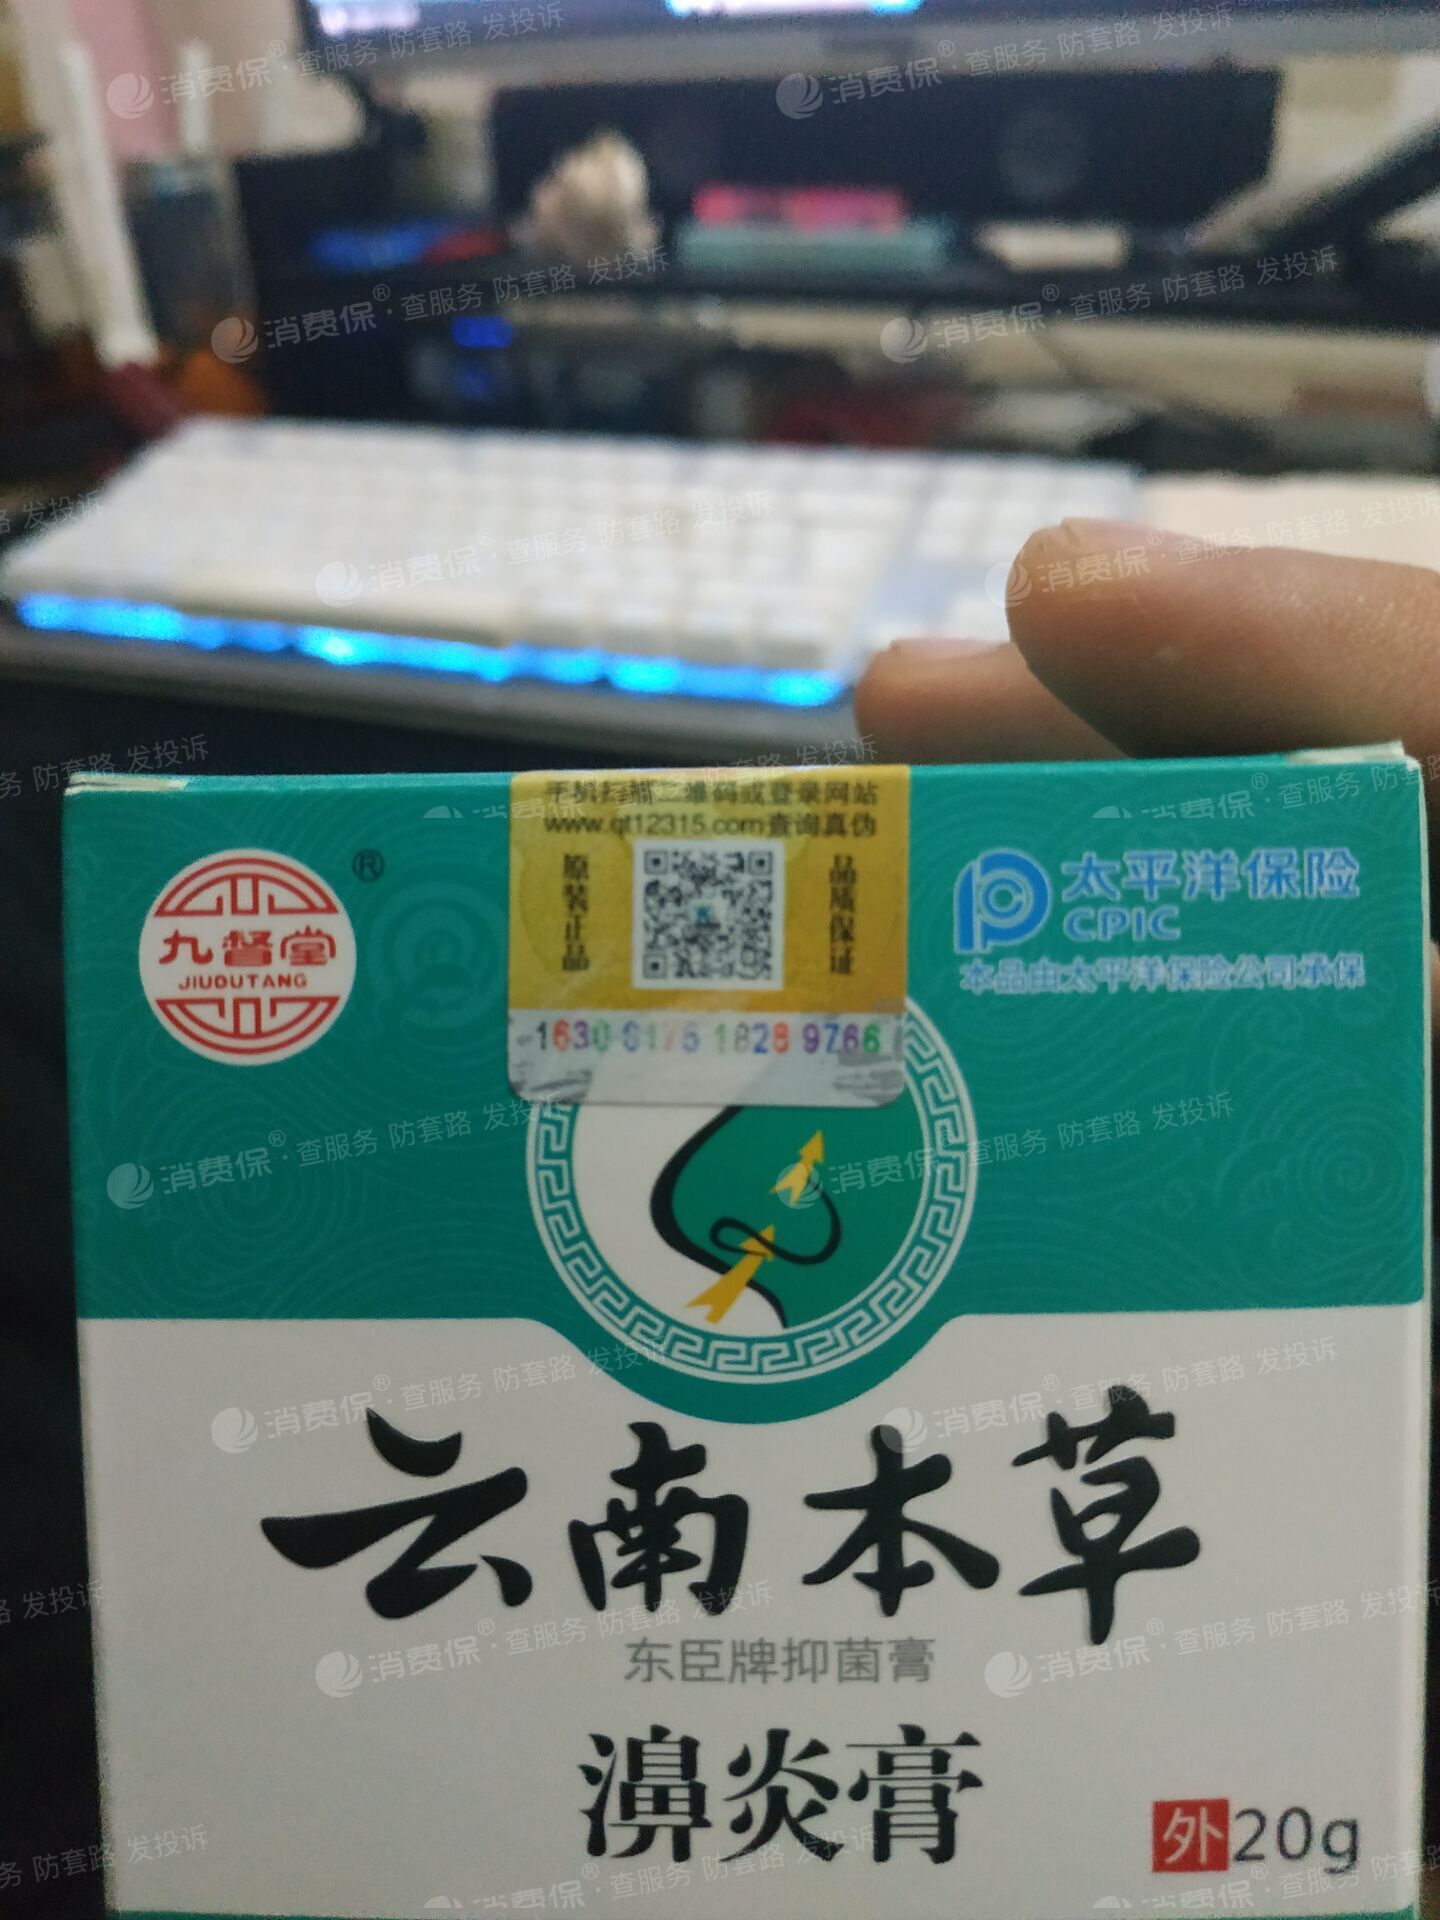 手机扫描二维码或登录网站
www.qt12315.com查询真伪
原装正品
品质保证
九督堂
JIUDUTANG
®
太平洋保险
CPIC
本品由太平洋保险公司承保
1630 6175 1828 9766
云南本草
东臣牌抑菌膏
濞炎膏
外 20g
消费保® · 查服务 防套路 发投诉